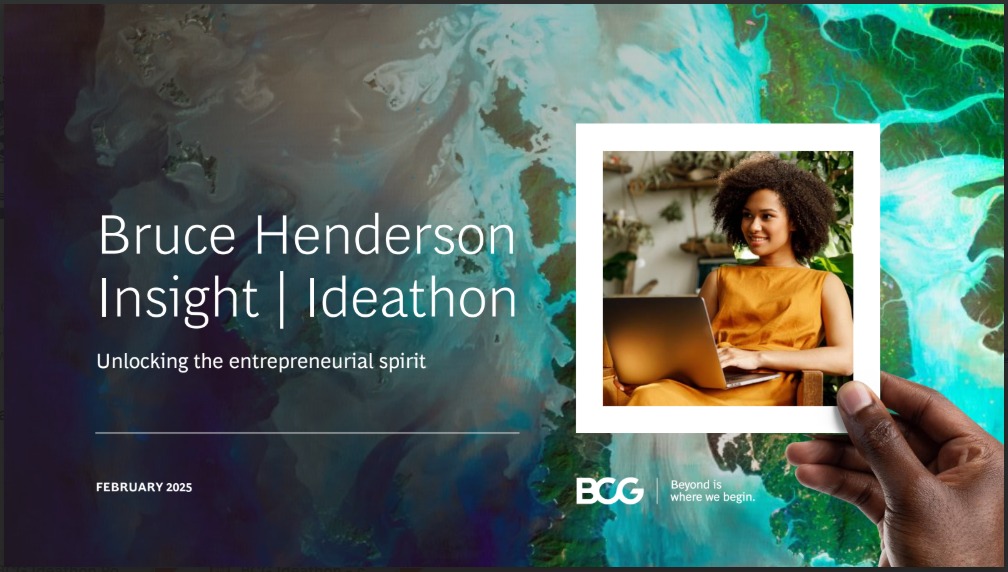 Bruce Henderson
Insight | Ideathon
Unlocking the entrepreneurial spirit
FEBRUARY 2025
BCG
Beyond is
where we begin.